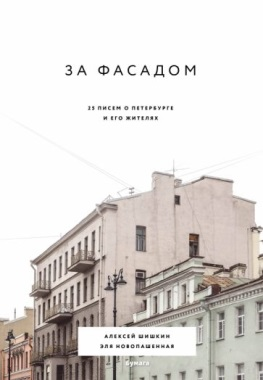 ЗА ФАСАДОМ
25 ПИСЕМ О ПЕТЕРБУРГЕ
И ЕГО ЖИТЕЛЯХ
АЛЕКСЕЙ ШИШКИН
ЭЛЯ НОВОПАШЕННАЯ
бумага